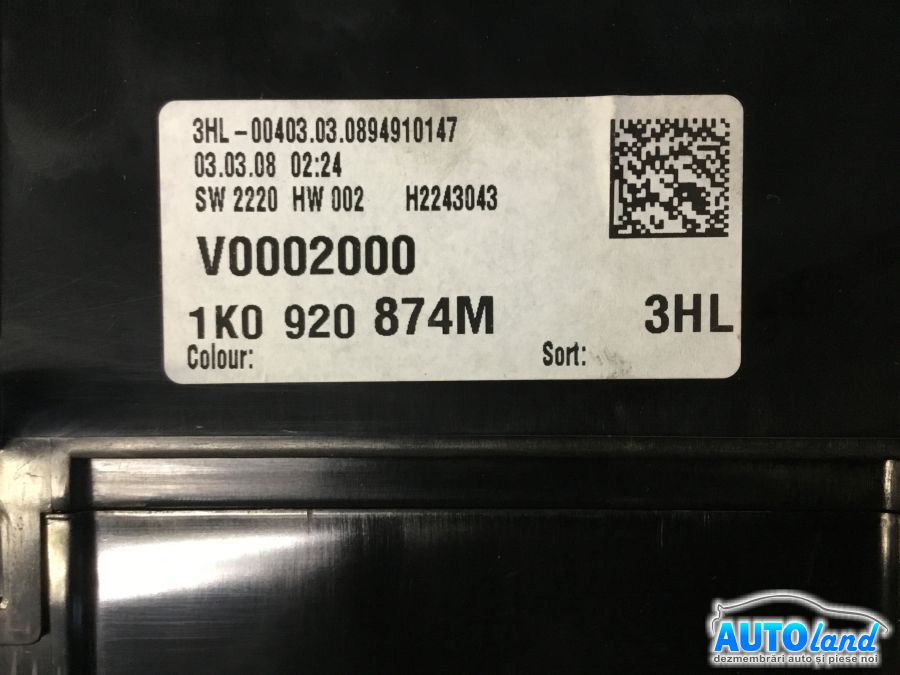 3HL-00403.03.0894910147
03.03.08 02:24
SW 2220 HW 002 H2243043
V0002000
1K0 920 874M 3HL
Colour: Sort:
AUTOland
dezmembrări auto și piese noi